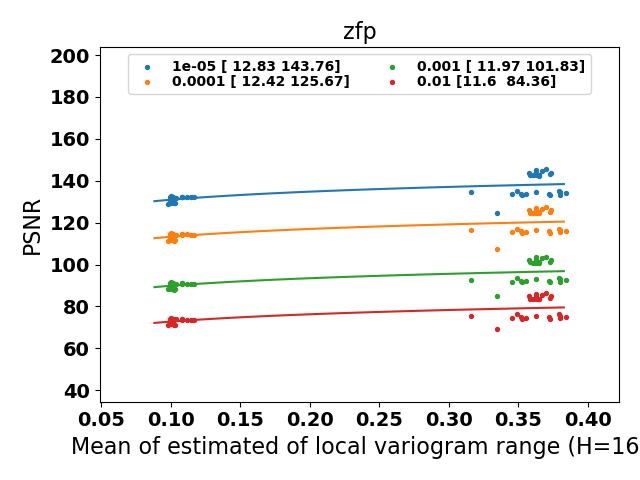 zfp
1e-05 [ 12.83 143.76]
0.0001 [ 12.42 125.67]
0.001 [ 11.97 101.83]
0.01 [11.6  84.36]
PSNR
200
180
160
140
120
100
80
60
40
0.05 0.10 0.15 0.20 0.25 0.30 0.35 0.40
Mean of estimated of local variogram range (H=16